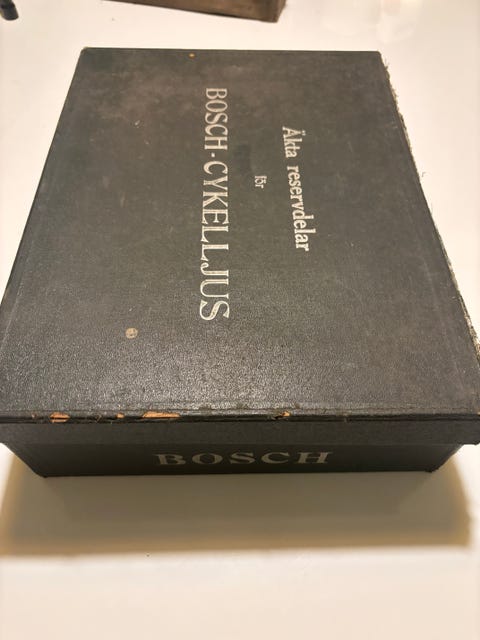 Äkta reservdelar
för
BOSCH-CYKELLJUS
BOSCH